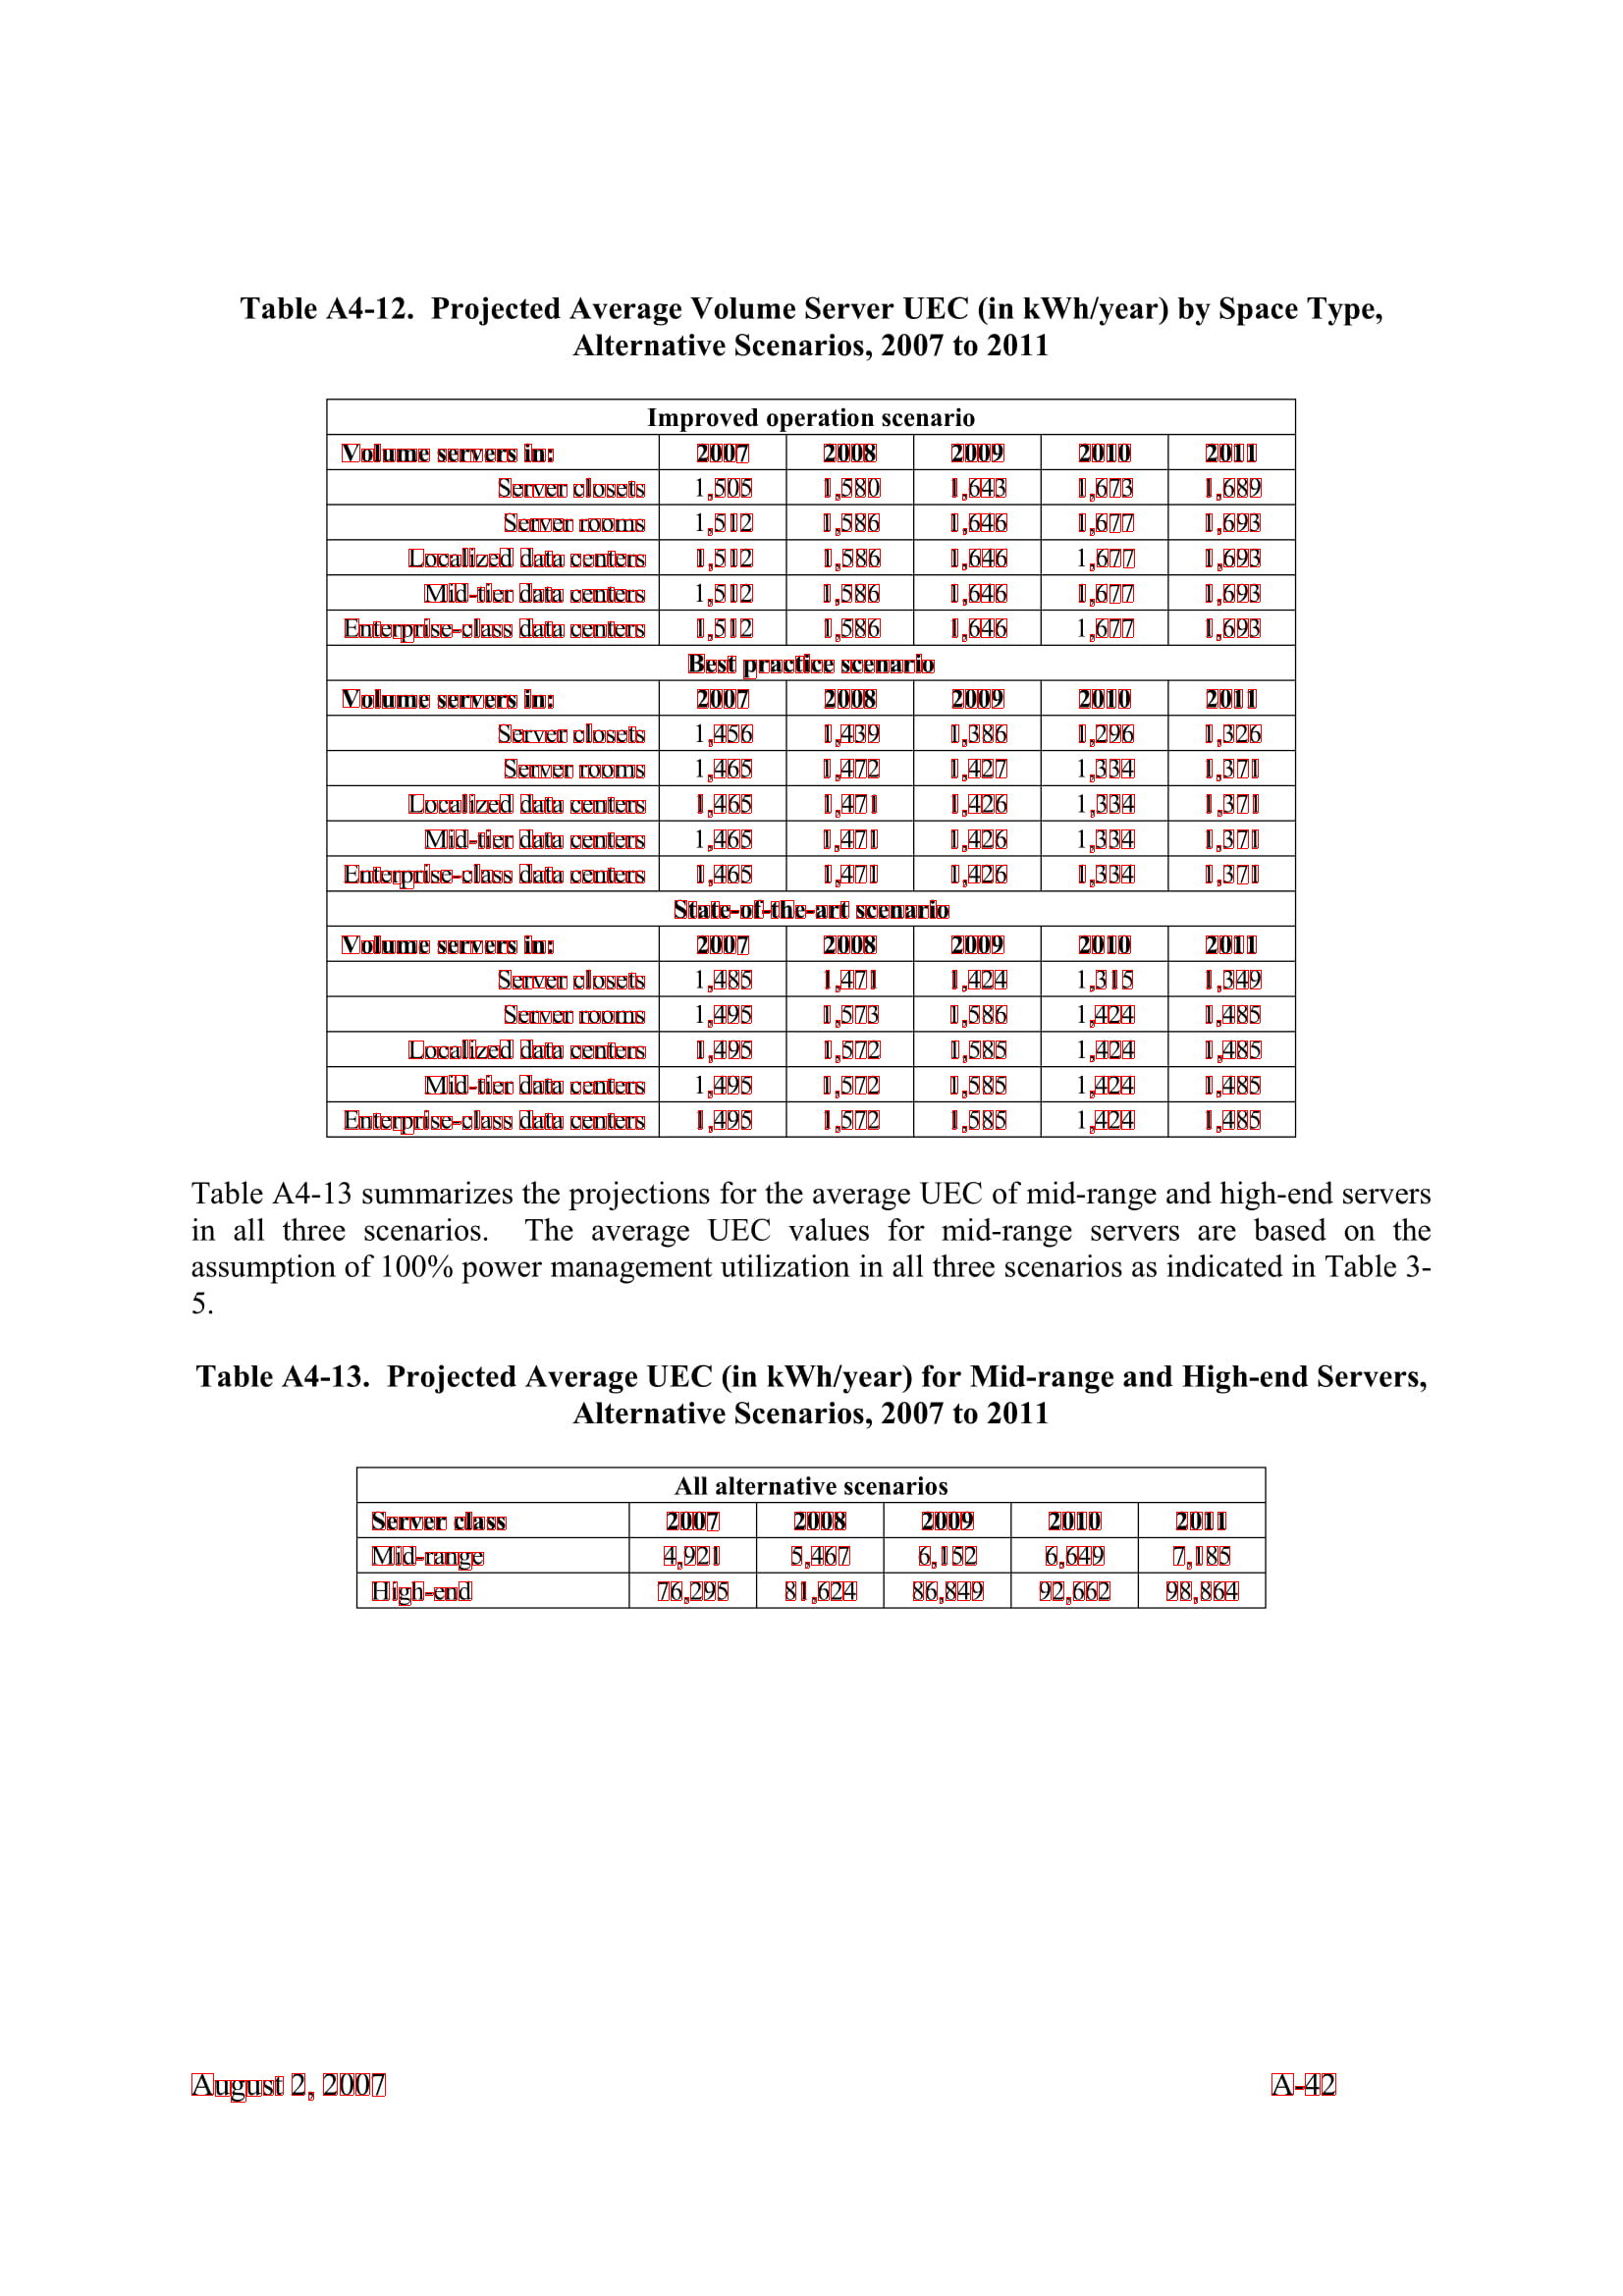 Table A4-12.  Projected Average Volume Server UEC (in kWh/year) by Space Type,
Alternative Scenarios, 2007 to 2011
Improved operation scenario
Volume servers in: 2007 2008 2009 2010 2011
Server closets 1,505 1,580 1,643 1,673 1,689
Server rooms 1,512 1,586 1,646 1,677 1,693
Localized data centers 1,512 1,586 1,646 1,677 1,693
Mid-tier data centers 1,512 1,586 1,646 1,677 1,693
Enterprise-class data centers 1,512 1,586 1,646 1,677 1,693
Best practice scenario
Volume servers in: 2007 2008 2009 2010 2011
Server closets 1,456 1,439 1,386 1,296 1,326
Server rooms 1,465 1,472 1,427 1,334 1,371
Localized data centers 1,465 1,471 1,426 1,334 1,371
Mid-tier data centers 1,465 1,471 1,426 1,334 1,371
Enterprise-class data centers 1,465 1,471 1,426 1,334 1,371
State-of-the-art scenario
Volume servers in: 2007 2008 2009 2010 2011
Server closets 1,485 1,471 1,424 1,315 1,349
Server rooms 1,495 1,573 1,586 1,424 1,485
Localized data centers 1,495 1,572 1,585 1,424 1,485
Mid-tier data centers 1,495 1,572 1,585 1,424 1,485
Enterprise-class data centers 1,495 1,572 1,585 1,424 1,485
Table A4-13 summarizes the projections for the average UEC of mid-range and high-end servers
in all three scenarios.  The average UEC values for mid-range servers are based on the
assumption of 100% power management utilization in all three scenarios as indicated in Table 3-
5.
Table A4-13.  Projected Average UEC (in kWh/year) for Mid-range and High-end Servers,
Alternative Scenarios, 2007 to 2011
All alternative scenarios
Server class 2007 2008 2009 2010 2011
Mid-range 4,921 5,467 6,152 6,649 7,185
High-end 76,295 81,624 86,849 92,662 98,864
August 2, 2007 A-42